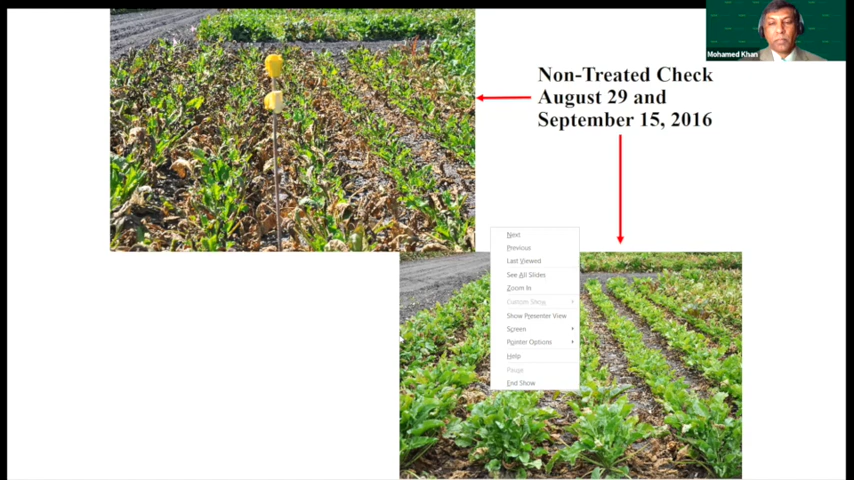 Mohamed Khan
Non-Treated Check
August 29 and
September 15, 2016
Next
Previous
Last Viewed
See All Slides
Zoom In
Custom Show
Show Presenter View
Screen
Pointer Options
Help
Pause
End Show